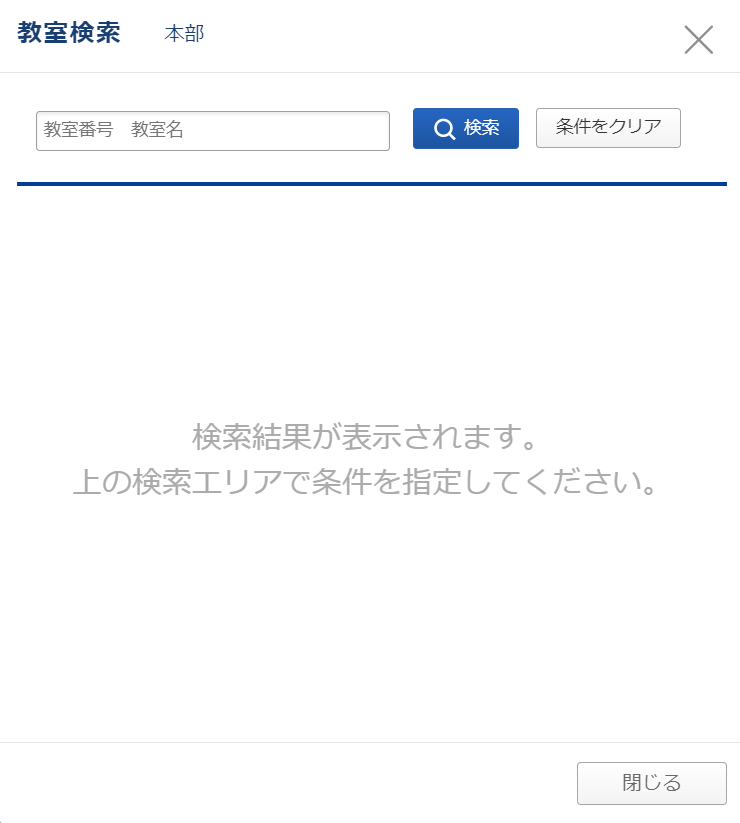 教室検索 本部
教室番号 教室名 検索 条件をクリア
検索結果が表示されます。
上の検索エリアで条件を指定してください。
閉じる